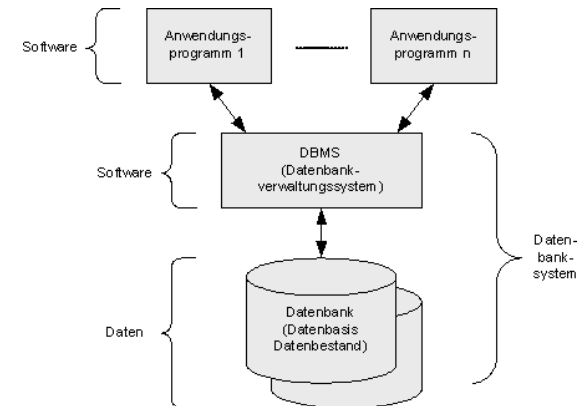 Software
Anwendungs-
programm 1
Anwendungs-
programm n
Software
DBMS
(Datenbank-
verwaltungssystem)
Daten-
bank-
system
Daten
Datenbank
(Datenbasis
Datenbestand)